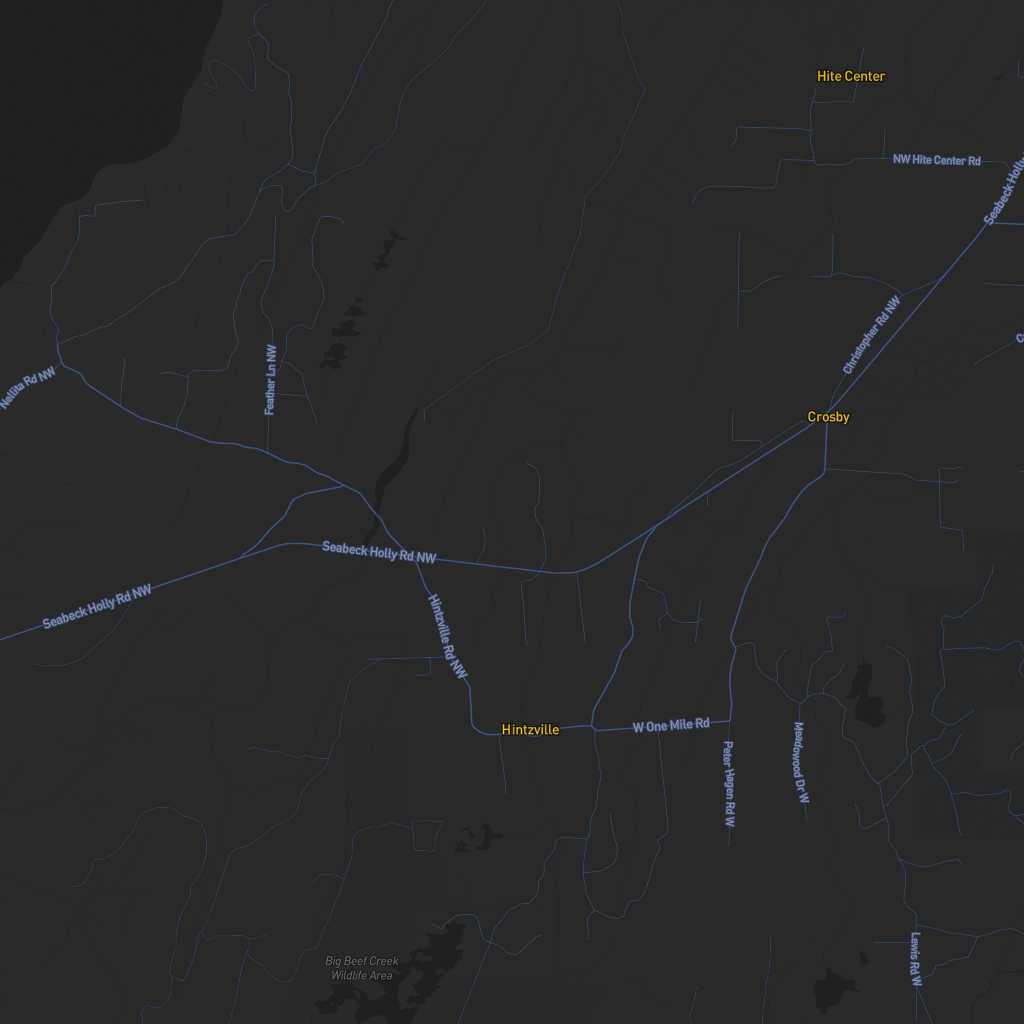 Hite Center
NW Hite Center Rd
Seabeck Holly
Christopher Rd NW
Nellita Rd NW
Feather Ln NW
Crosby
Seabeck Holly Rd NW
Seabeck Holly Rd NW
Hintzville Rd NW
Hintzville
W One Mile Rd
Peter Hagen Rd W
Meadowood Dr W
Lewis Rd W
Big Beef Creek
Wildlife Area